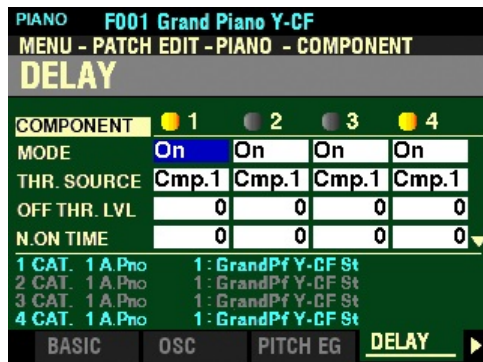 PIANO F001 Grand Piano Y-CF
MENU - PATCH EDIT - PIANO - COMPONENT
DELAY
COMPONENT 1 2 3 4
MODE On On On On
THR. SOURCE Cmp.1 Cmp.1 Cmp.1 Cmp.1
OFF THR. LVL 0 0 0 0
N.ON TIME 0 0 0 0
1 CAT. 1 A.Pno 1: GrandPf Y-CF St
2 CAT. 1 A.Pno 1: GrandPf Y-CF St
3 CAT. 1 A.Pno 1: GrandPf Y-CF St
4 CAT. 1 A.Pno 1: GrandPf Y-CF St
BASIC OSC PITCH EG DELAY